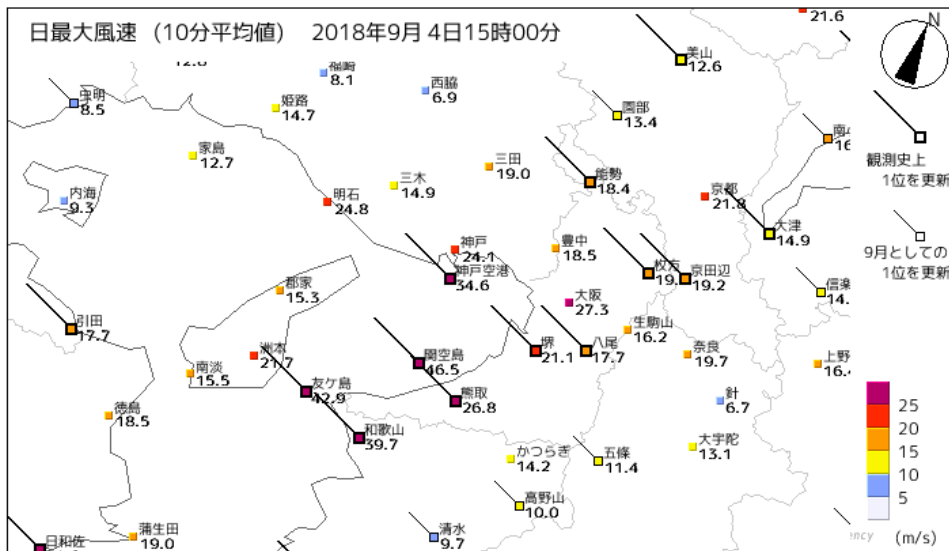 日最大風速 (10分平均値) 2018年9月 4日15時00分
21.6
美山
12.6
福崎
8.1
西脇
6.9
虫明
8.5
姫路
14.7
園部
13.4
家島
12.7
三田
19.0
能勢
18.4
三木
14.9
内海
9.3
明石
24.8
京都
21.8
大津
14.9
観測史上
1位を更新
9月としての
1位を更新
神戸
24.1
神戸空港
34.6
豊中
18.5
枚方
京田辺
19.2
郡家
15.3
大阪
27.3
信楽
引田
17.7
生駒山
16.2
堺
21.1
八尾
17.7
奈良
19.7
上野
洲本
21.7
関空島
46.5
南淡
15.5
友ケ島
42.9
熊取
26.8
針
6.7
徳島
18.5
和歌山
39.7
大宇陀
13.1
かつらぎ
14.2
五條
11.4
高野山
10.0
蒲生田
19.0
清水
9.7
日和佐
25
20
15
10
5
(m/s)
N